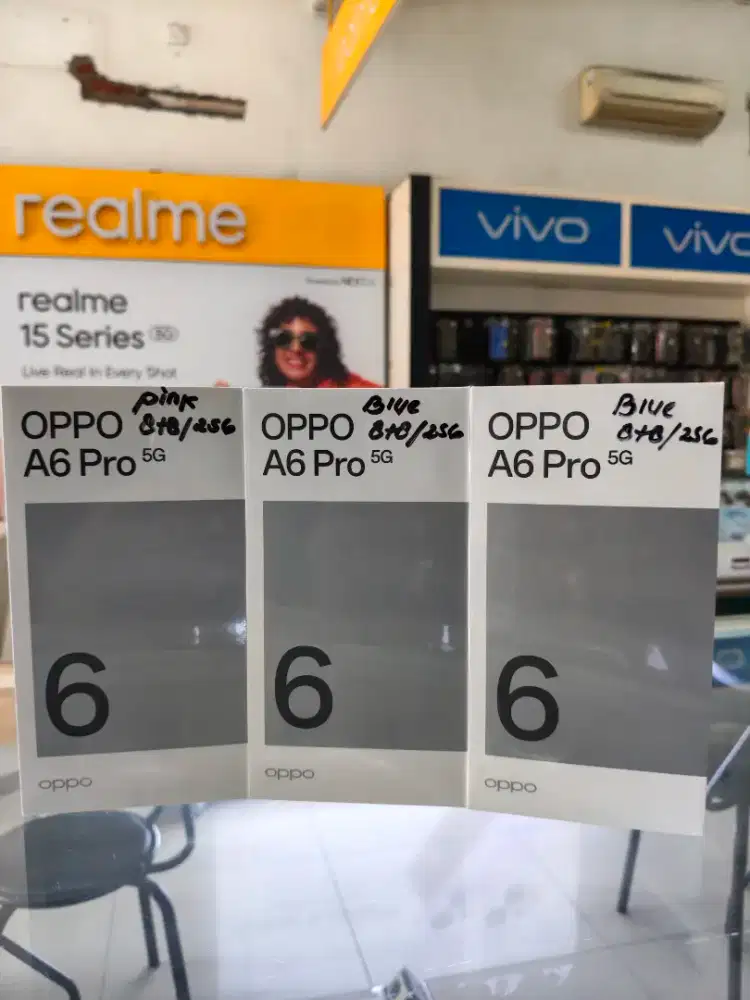 realme
vivo
vivo
realme
15 Series 5G
Live Real In Every Shot
OPPO
A6 Pro 5G
pink
8+8/256
6
oppo
OPPO
A6 Pro 5G
Blue
8+8/256
6
oppo
OPPO
A6 Pro 5G
Blue
8+8/256
6
oppo